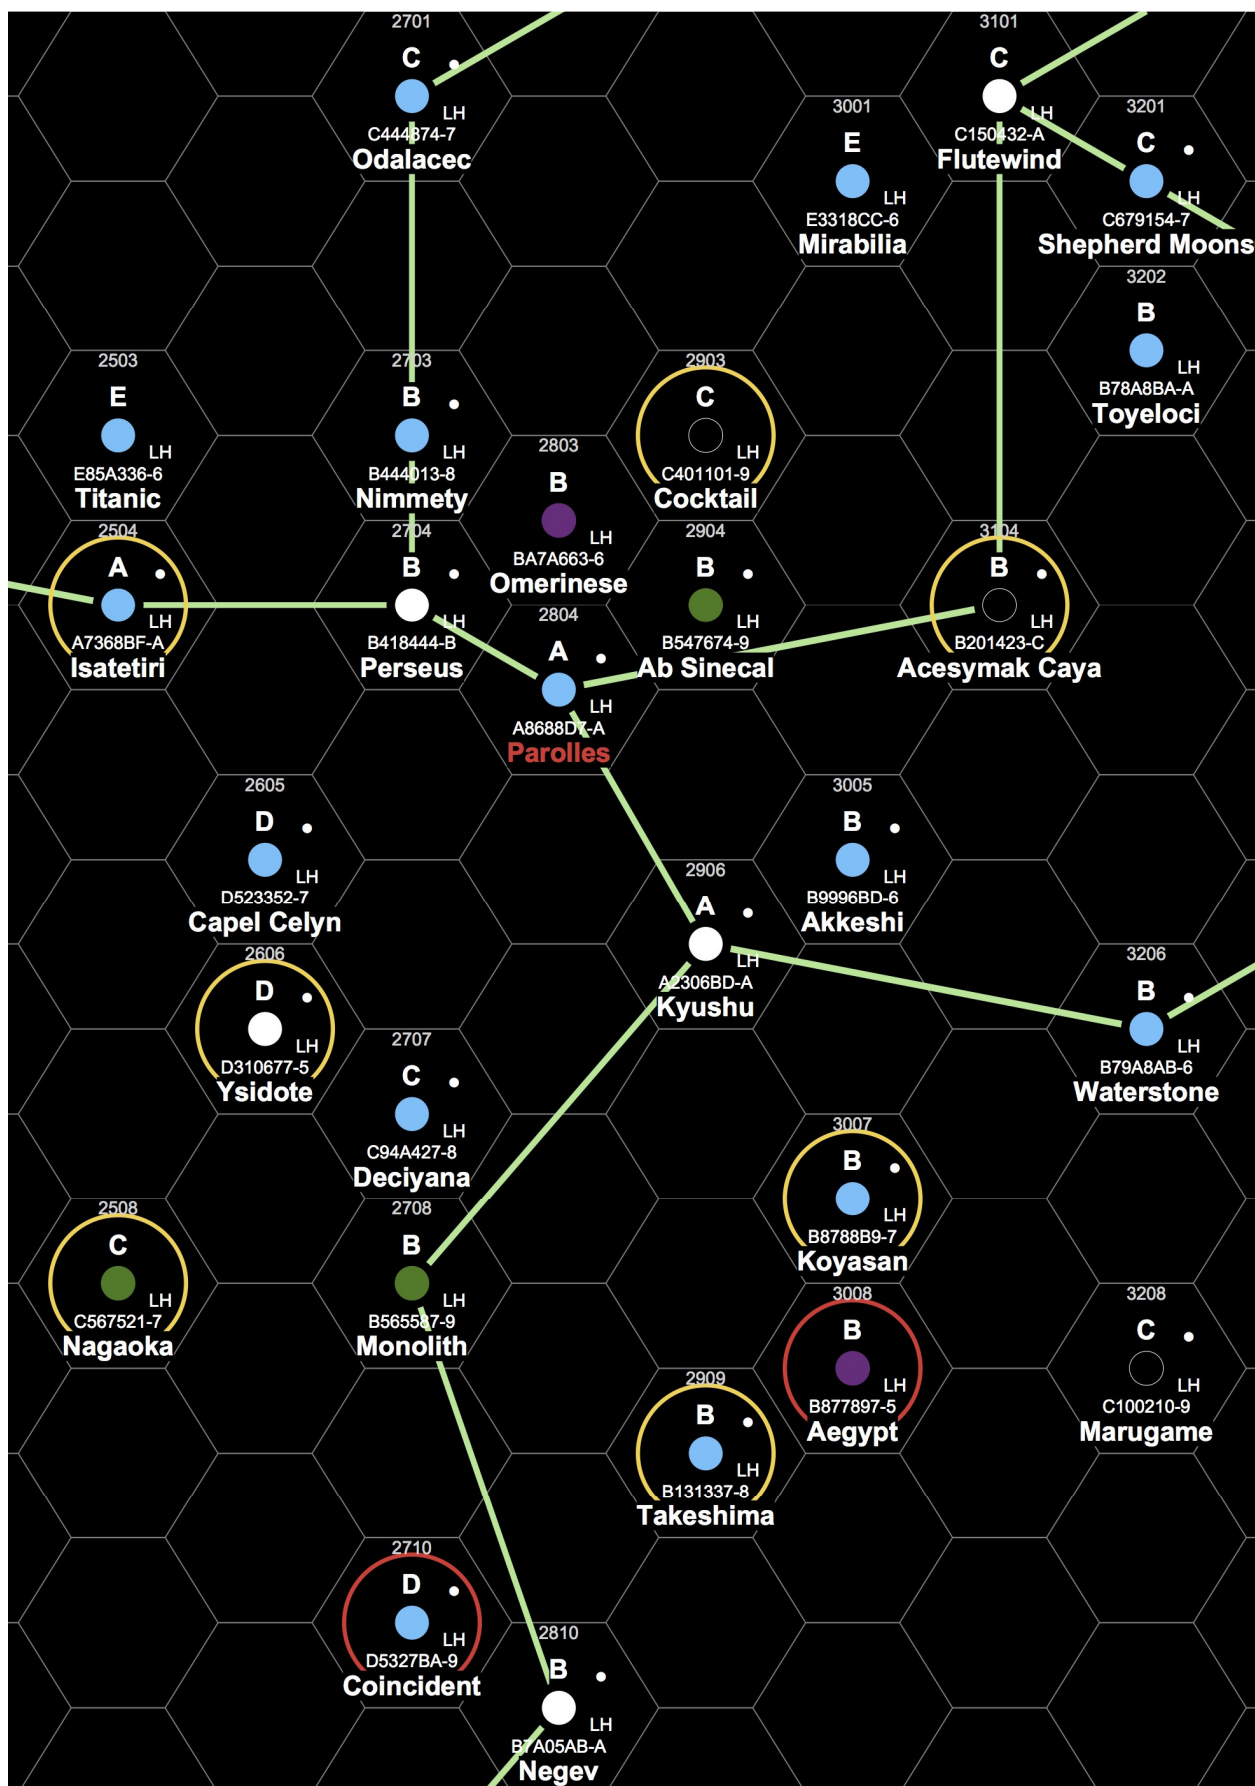 2701
C
LH
C444874-7
Odalacec
3101
C
LH
C150432-A
Flutewind
3001
E
LH
E3318CC-6
Mirabilia
3201
C
LH
C679154-7
Shepherd Moons
3202
B
LH
B78A8BA-A
Toyeloci
2503
E
LH
E85A336-6
Titanic
2703
B
LH
B444013-8
Nimmety
2903
C
LH
C401101-9
Cocktail
2803
B
LH
BA7A663-6
Omerinese
2504
A
LH
A7368BF-A
Isatetiri
2704
B
LH
B418444-B
Perseus
2904
B
LH
B547674-9
Ab Sinecal
3104
B
LH
B201423-C
Acesymak Caya
2804
A
LH
A8688D7-A
Parolles
2605
D
LH
D523352-7
Capel Celyn
3005
B
LH
B9996BD-6
Akkeshi
2906
A
LH
A2306BD-A
Kyushu
2606
D
LH
D310677-5
Ysidote
3206
B
LH
B79A8AB-6
Waterstone
2707
C
LH
C94A427-8
Deciyana
3007
B
LH
B8788B9-7
Koyasan
2508
C
LH
C567521-7
Nagaoka
2708
B
LH
B565587-9
Monolith
3008
B
LH
B877897-5
Aegypt
3208
C
LH
C100210-9
Marugame
2909
B
LH
B131337-8
Takeshima
2710
D
LH
D5327BA-9
Coincident
2810
B
LH
B7A05AB-A
Negev